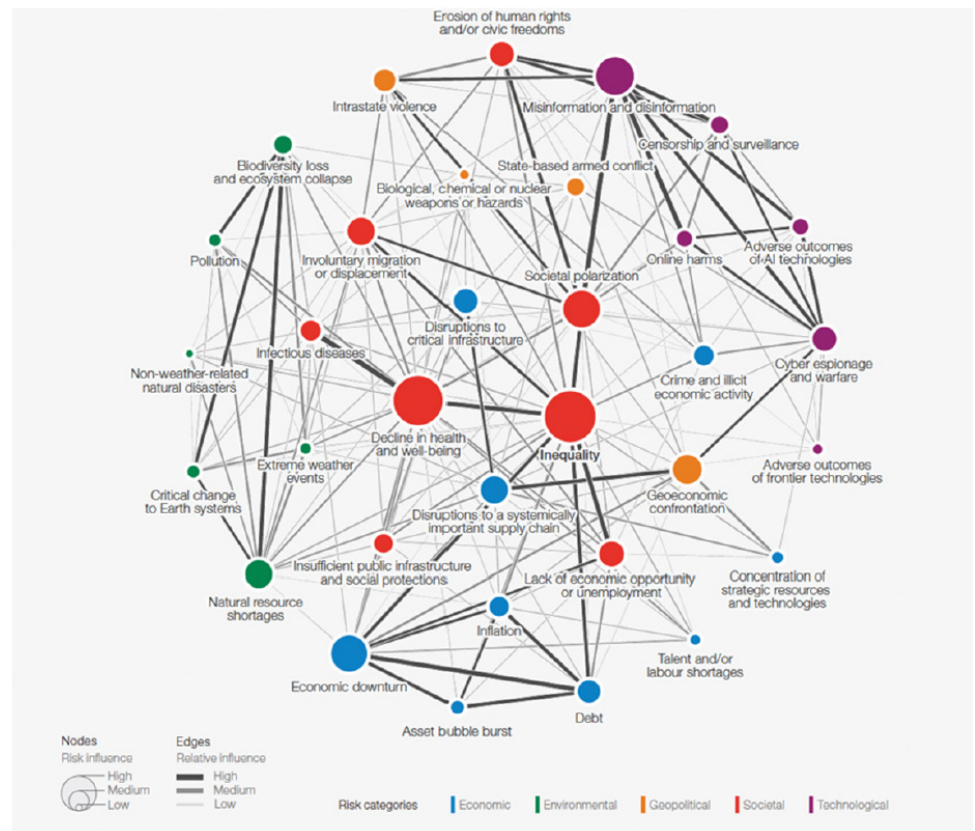 Erosion of human rights
and/or civic freedoms
Intrastate violence
Misinformation and disinformation
Censorship and surveillance
Biodiversity loss
and ecosystem collapse
State-based armed conflict
Biological, chemical or nuclear
weapons or hazards
Pollution
Involuntary migration
or displacement
Societal polarization
Online harms
Adverse outcomes
of AI technologies
Disruptions to
critical infrastructure
Infectious diseases
Non-weather-related
natural disasters
Crime and illicit
economic activity
Cyber espionage
and warfare
Decline in health
and well-being
Inequality
Extreme weather
events
Adverse outcomes
of frontier technologies
Critical change
to Earth systems
Geoeconomic
confrontation
Disruptions to a systemically
important supply chain
Insufficient public infrastructure
and social protections
Lack of economic opportunity
or unemployment
Concentration of
strategic resources
and technologies
Natural resource
shortages
Inflation
Talent and/or
labour shortages
Economic downturn
Debt
Asset bubble burst
Nodes
Risk influence
High
Medium
Low
Edges
Relative influence
High
Medium
Low
Risk categories
Economic
Environmental
Geopolitical
Societal
Technological